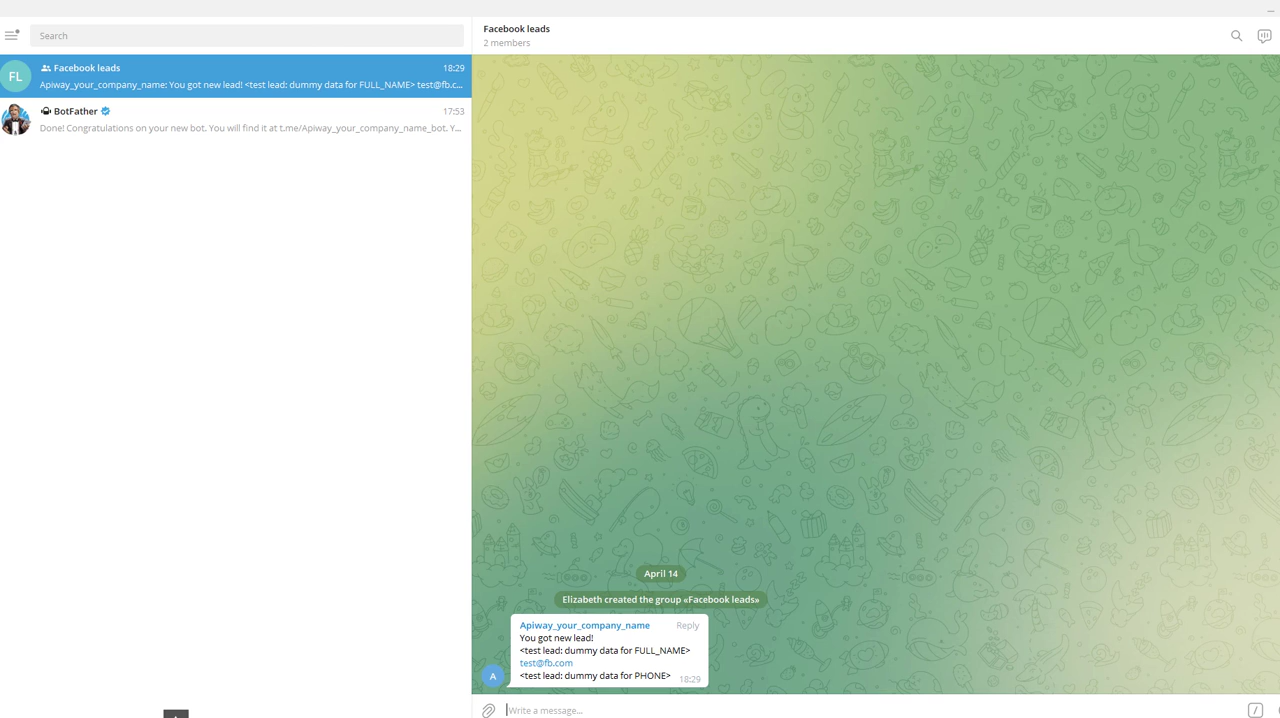 Search
FL
Facebook leads
18:29
Apiway_your_company_name: You got new lead! <test lead: dummy data for FULL_NAME> test@fb.c...
BotFather
17:53
Done! Congratulations on your new bot. You will find it at t.me/Apiway_your_company_name_bot. Y...
Facebook leads
2 members
April 14
Elizabeth created the group «Facebook leads»
Apiway_your_company_name Reply
You got new lead!
<test lead: dummy data for FULL_NAME>
test@fb.com
<test lead: dummy data for PHONE> 18:29
A
Write a message...